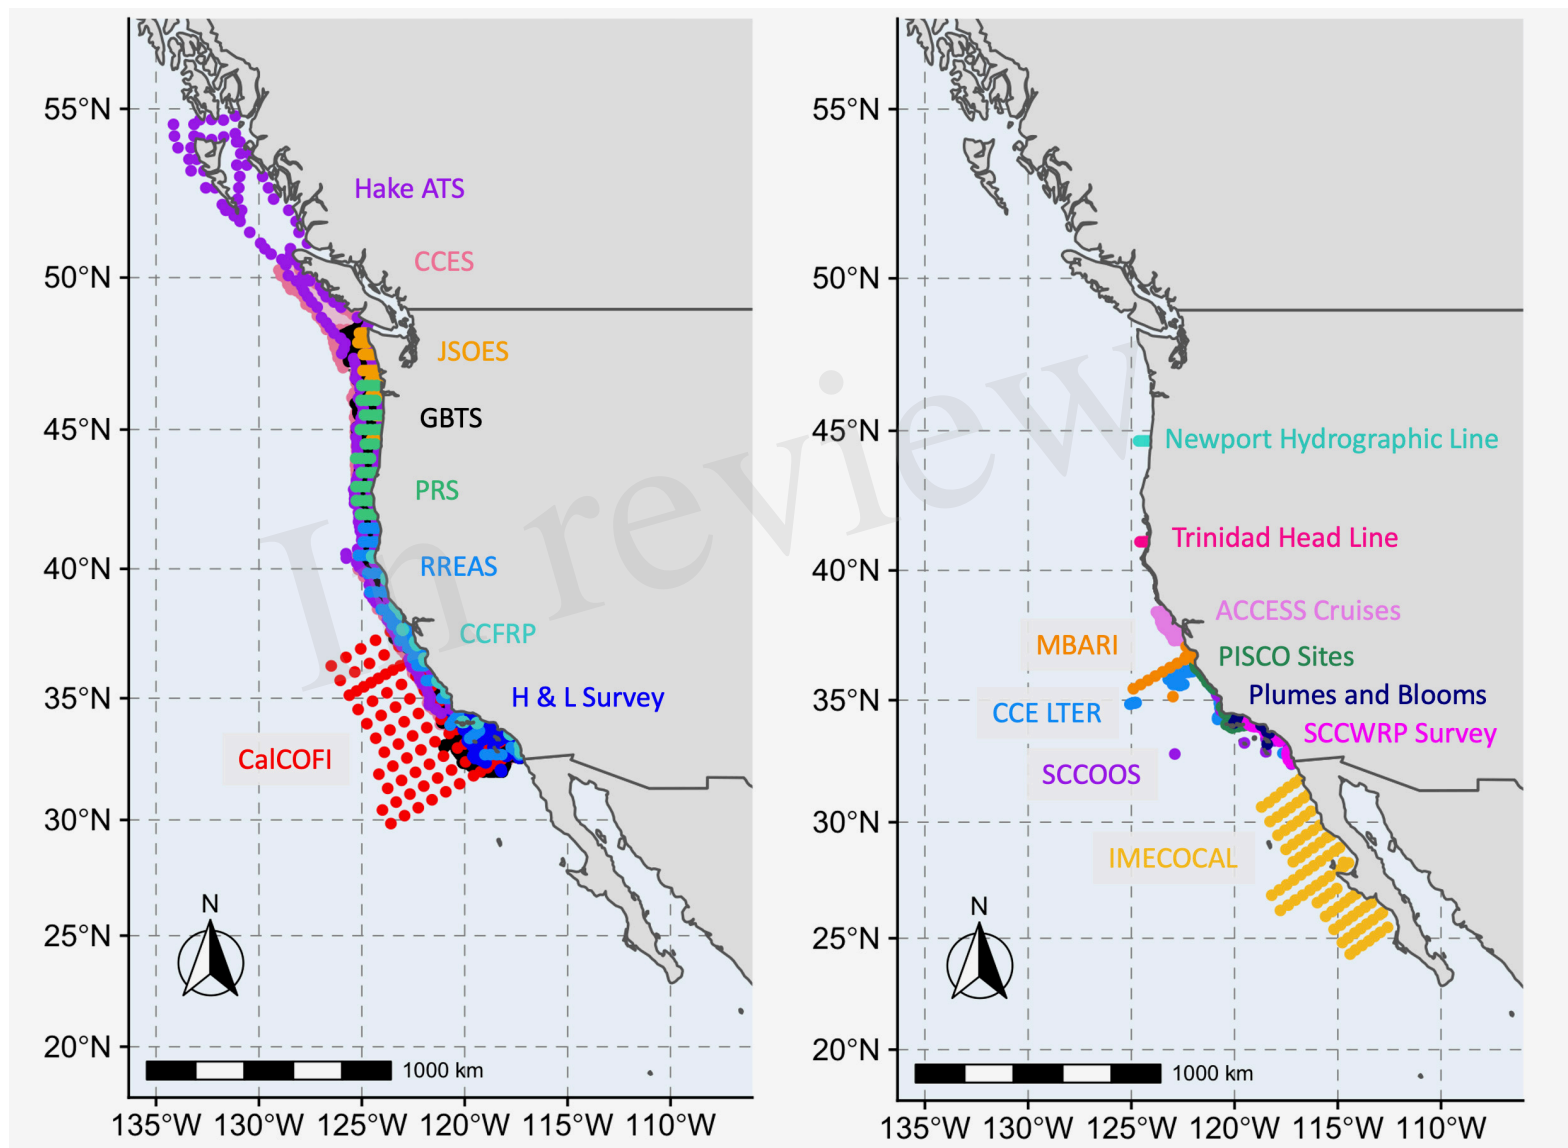 55°N
50°N
45°N
40°N
35°N
30°N
25°N
20°N
Hake ATS
CCES
JSOES
GBTS
PRS
RREAS
CCFRP
H & L Survey
CalCOFI
N
1000 km
135°W 130°W 125°W 120°W 115°W 110°W
55°N
50°N
45°N
40°N
35°N
30°N
25°N
20°N
Newport Hydrographic Line
Trinidad Head Line
ACCESS Cruises
MBARI
PISCO Sites
Plumes and Blooms
CCE LTER
SCCWRP Survey
SCCOOS
IMECOCAL
N
1000 km
135°W 130°W 125°W 120°W 115°W 110°W
In review